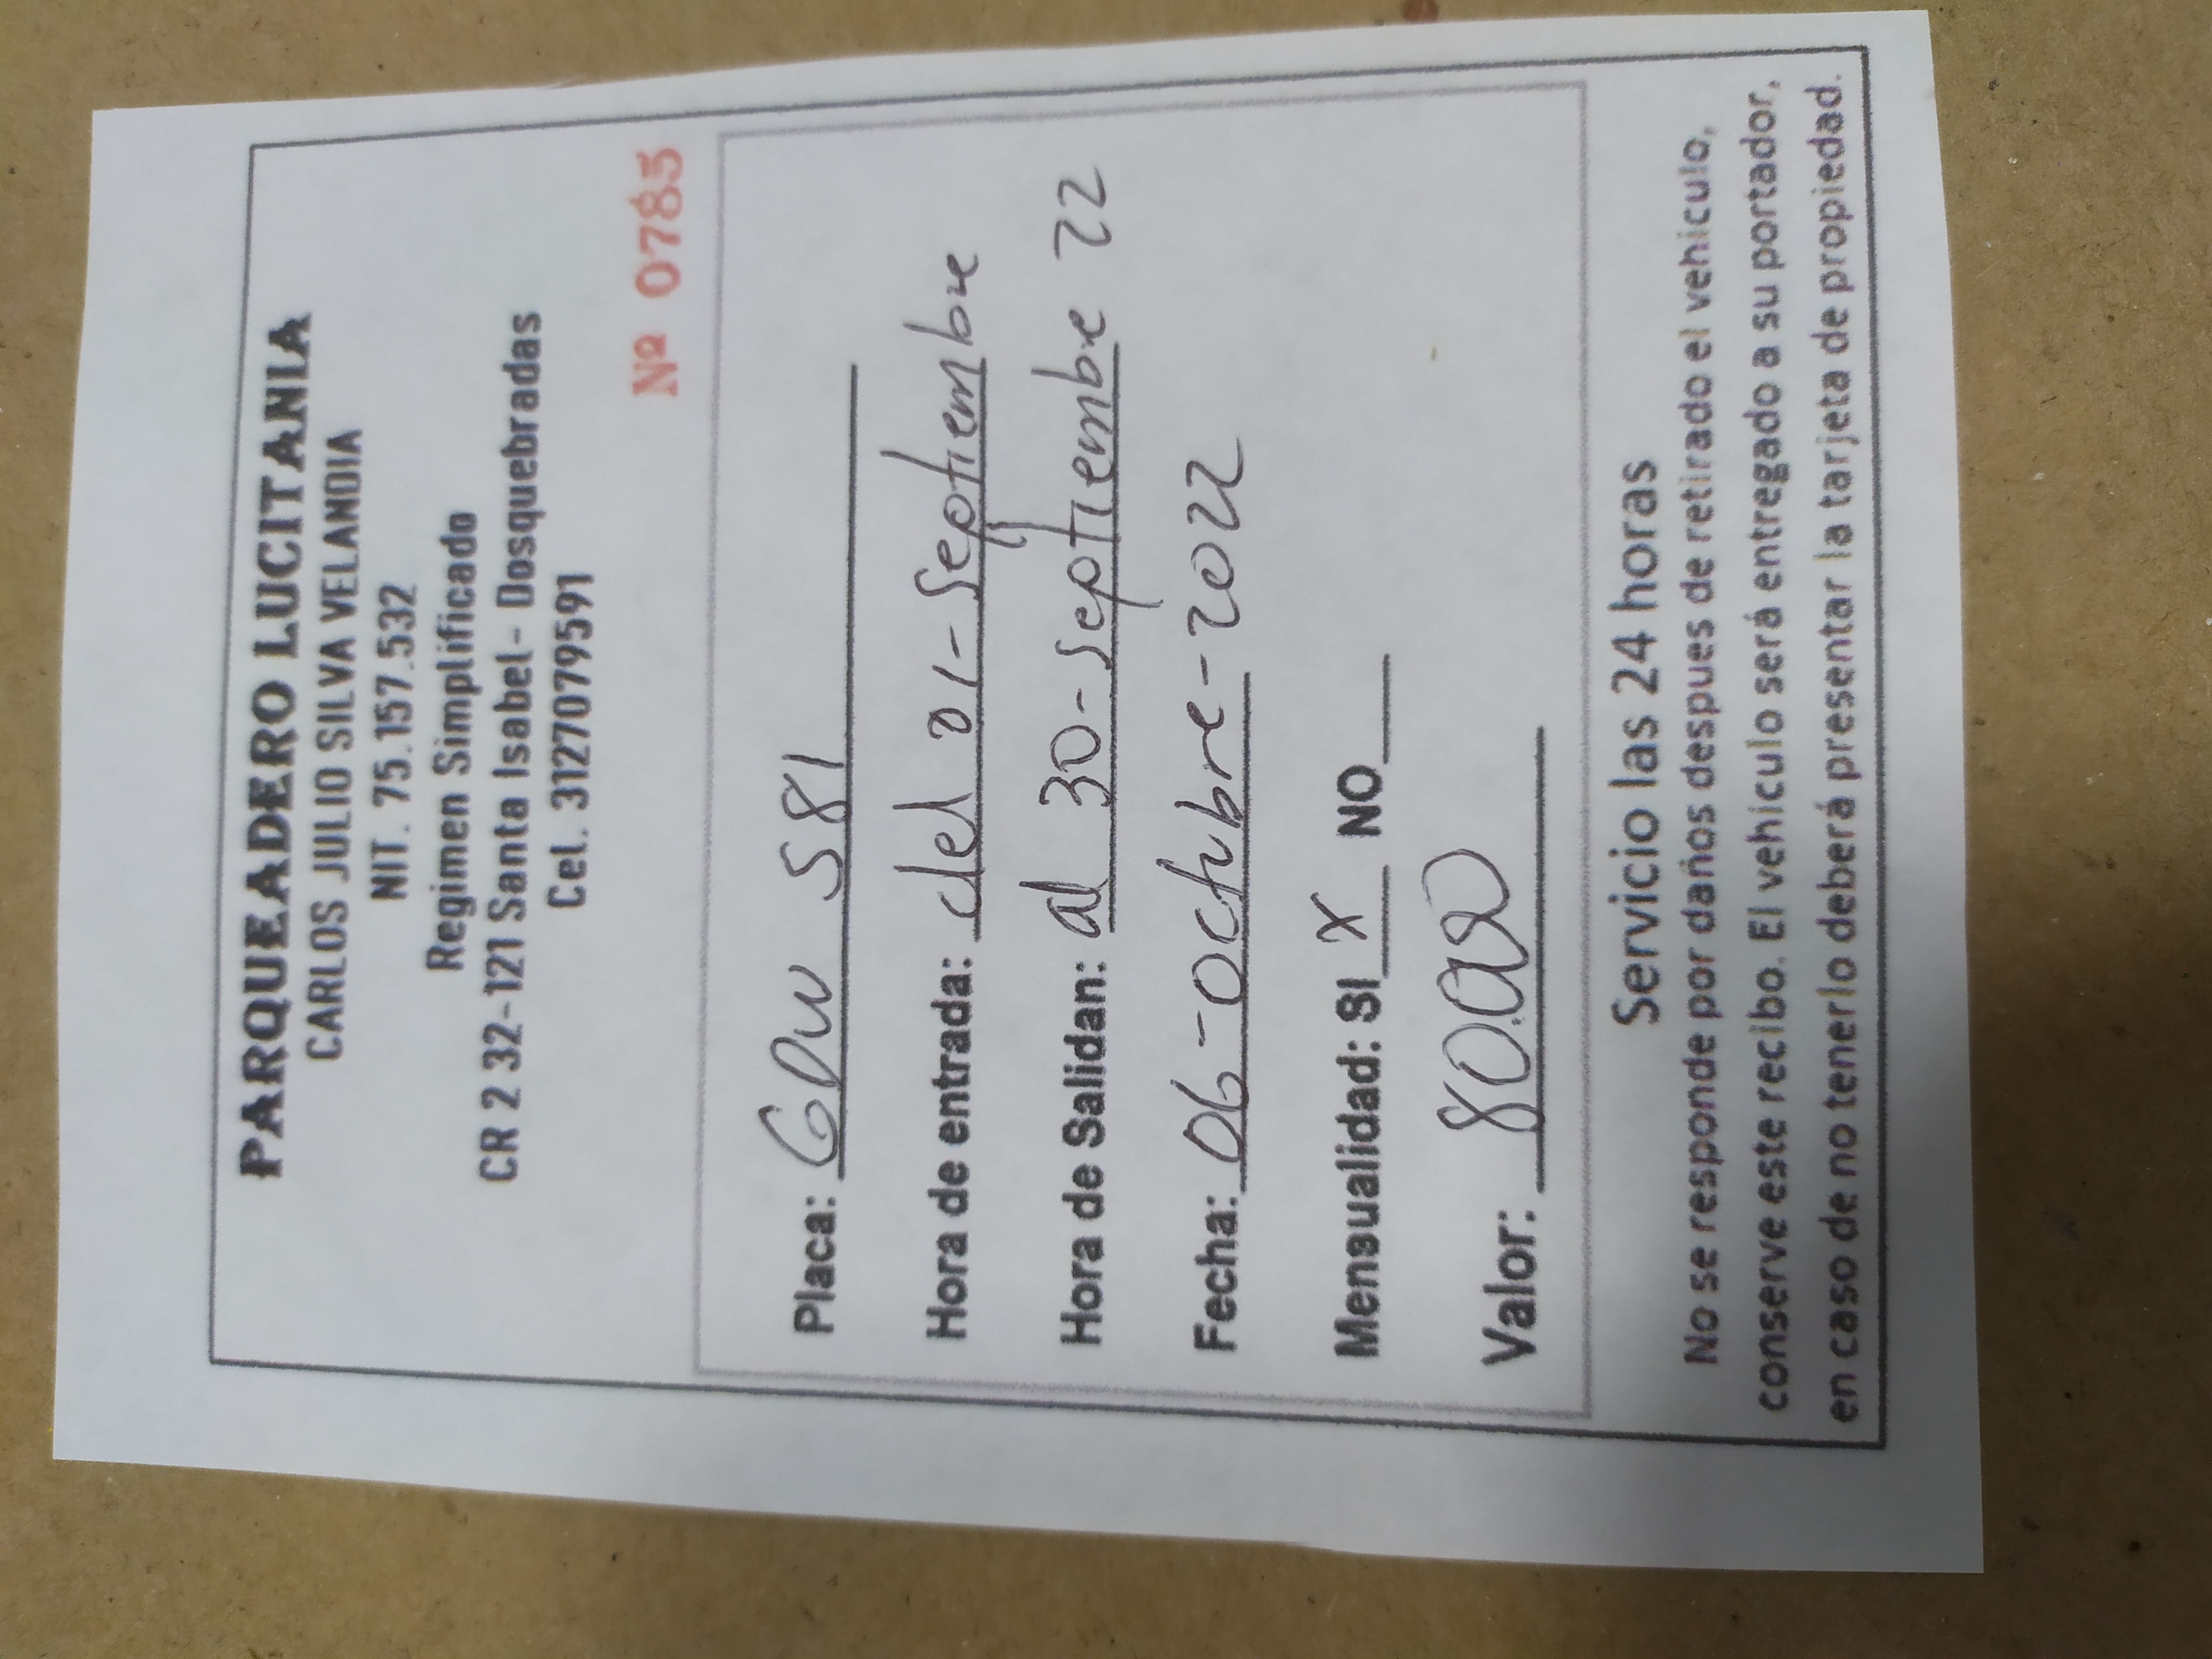 PARQUEADERO LUCITANIA
CARLOS JULIO SILVA VELANDIA
NIT. 75.157.532
Regimen Simplificado
CR 2 32-121 Santa Isabel- Dosquebradas
Cel. 3127079591
Nº 0785
Placa: GDW 581
Hora de entrada: del 01-Septiembre
Hora de Salidan: al 30-septiembre 22
Fecha: 06-Octubre-2022
Mensualidad: SI X NO
Valor: 80.000
Servicio las 24 horas
No se responde por daños despues de retirado el vehiculo,
conserve este recibo. El vehiculo será entregado a su portador,
en caso de no tenerlo deberá presentar la tarjeta de propiedad.